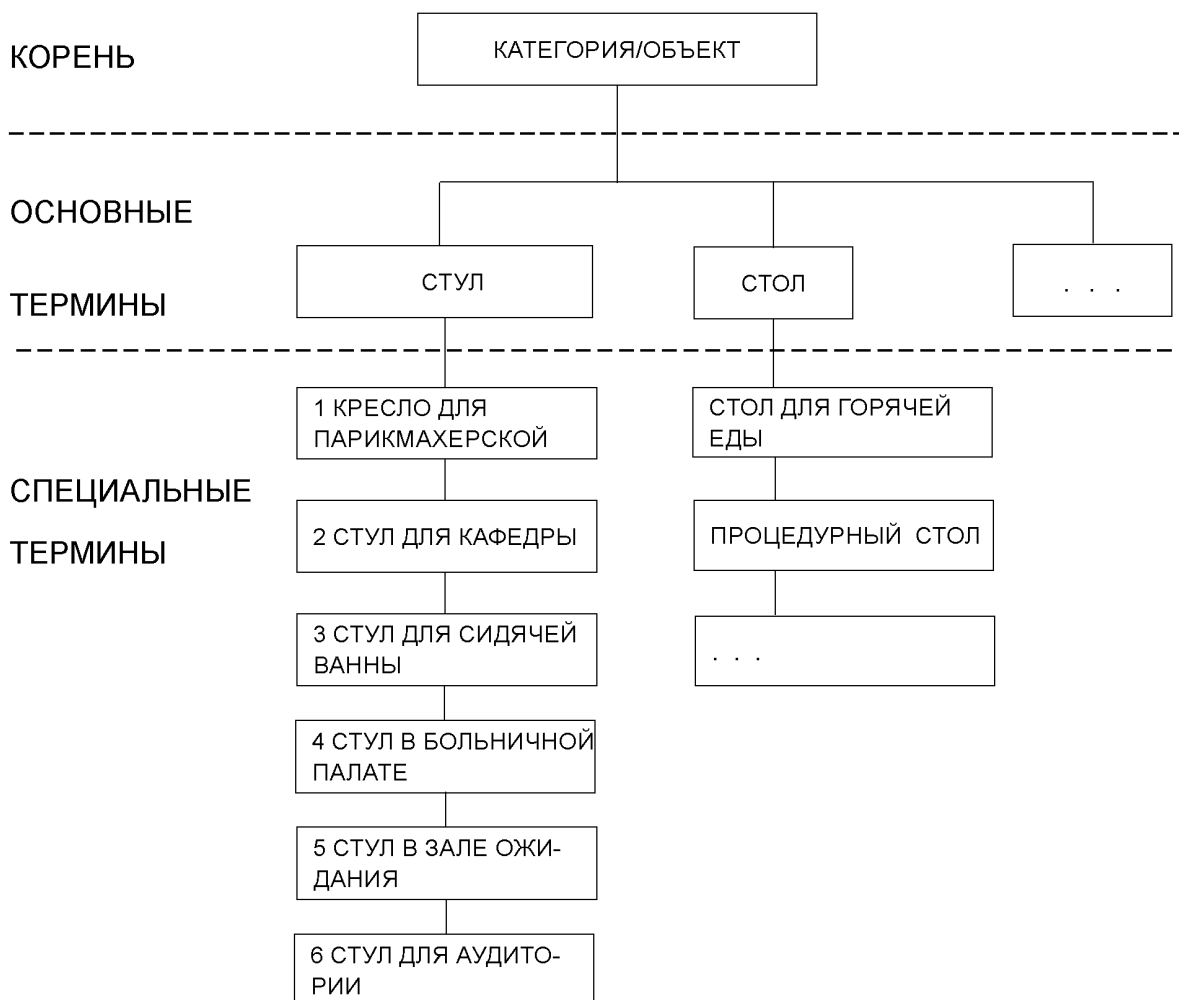 КОРЕНЬ
КАТЕГОРИЯ/ОБЪЕКТ
ОСНОВНЫЕ
ТЕРМИНЫ
СТУЛ
СТОЛ
. . .
СПЕЦИАЛЬНЫЕ
ТЕРМИНЫ
1 КРЕСЛО ДЛЯ
ПАРИКМАХЕРСКОЙ
2 СТУЛ ДЛЯ КАФЕДРЫ
3 СТУЛ ДЛЯ СИДЯЧЕЙ
ВАННЫ
4 СТУЛ В БОЛЬНИЧНОЙ
ПАЛАТЕ
5 СТУЛ В ЗАЛЕ ОЖИ-
ДАНИЯ
6 СТУЛ ДЛЯ АУДИТО-
РИИ
СТОЛ ДЛЯ ГОРЯЧЕЙ
ЕДЫ
ПРОЦЕДУРНЫЙ СТОЛ
. . .